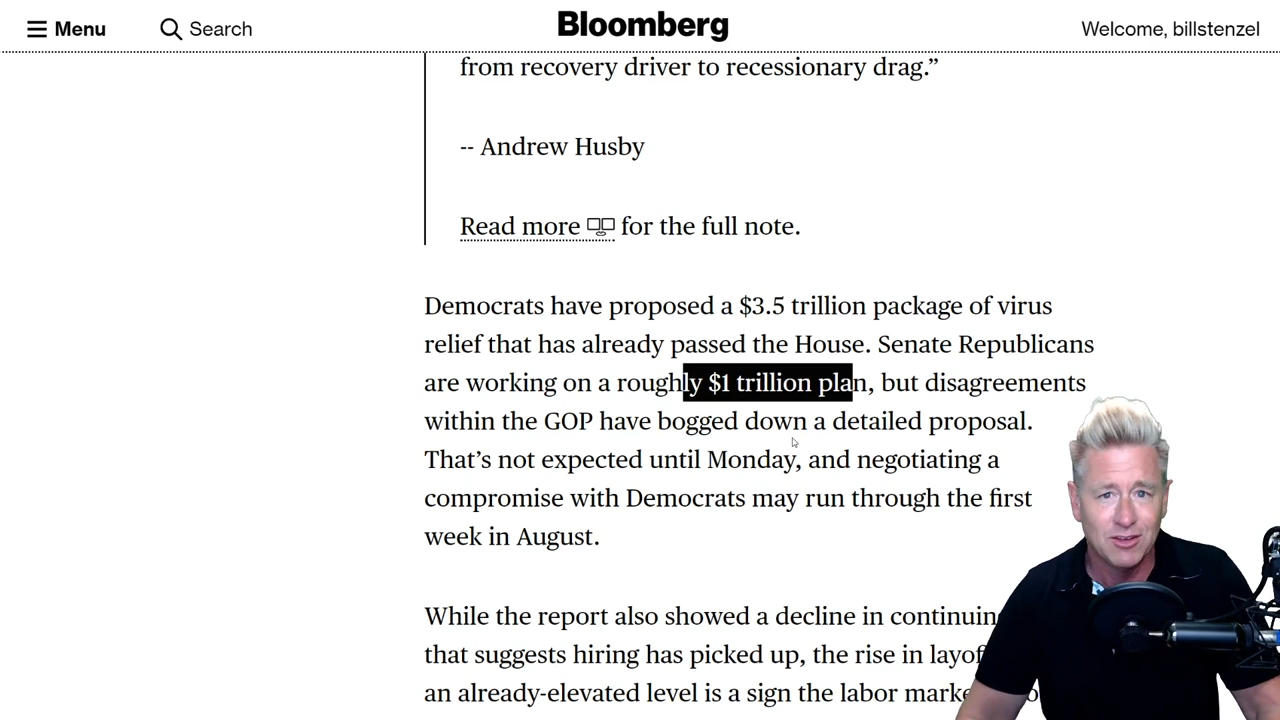 Menu
Search
Bloomberg
Welcome, billstenzel
from recovery driver to recessionary drag.”
-- Andrew Husby
Read more for the full note.
Democrats have proposed a $3.5 trillion package of virus
relief that has already passed the House. Senate Republicans
are working on a roughly $1 trillion plan, but disagreements
within the GOP have bogged down a detailed proposal.
That’s not expected until Monday, and negotiating a
compromise with Democrats may run through the first
week in August.
While the report also showed a decline in
that suggests hiring has picked up, the rise in
an already-elevated level is a sign the labor